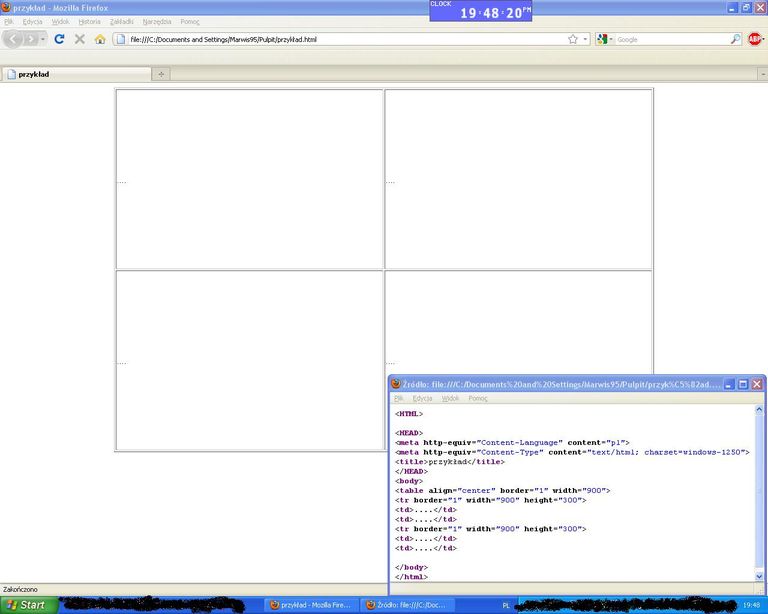 przykład - Mozilla Firefox
CLOCK
19:48:20PM
Plik Edycja Widok Historia Zakładki Narzędzia Pomoc
file:///C:/Documents and Settings/Marwis95/Pulpit/przykład.html
Google
ABP
przykład
....
....
....
....
Źródło: file:///C:/Documents%20and%20Settings/Marwis95/Pulpit/przyk%C5%82ad....
Plik Edycja Widok Pomoc
<HTML>
<HEAD>
<meta http-equiv="Content-Language" content="pl">
<meta http-equiv="Content-Type" content="text/html; charset=windows-1250">
<title>przykład</title>
</HEAD>
<body>
<table align="center" border="1" width="900">
<tr border="1" width="900" height="300">
<td>....</td>
<td>....</td>
<tr border="1" width="900" height="300">
<td>....</td>
<td>....</td>
</body>
</html>
Zakończono
Start
przykład - Mozilla Fire...
Źródło: file:///C:/Doc...
PL
19:48